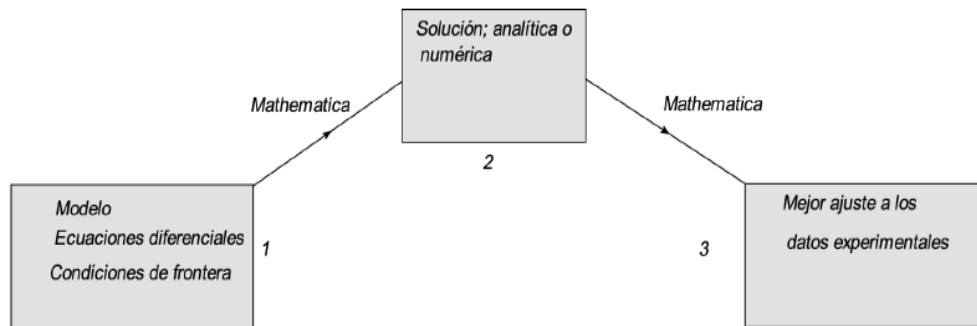 Solución; analítica o
numérica
Mathematica
Mathematica
2
Modelo
Ecuaciones diferenciales
Condiciones de frontera
1
3
Mejor ajuste a los
datos experimentales